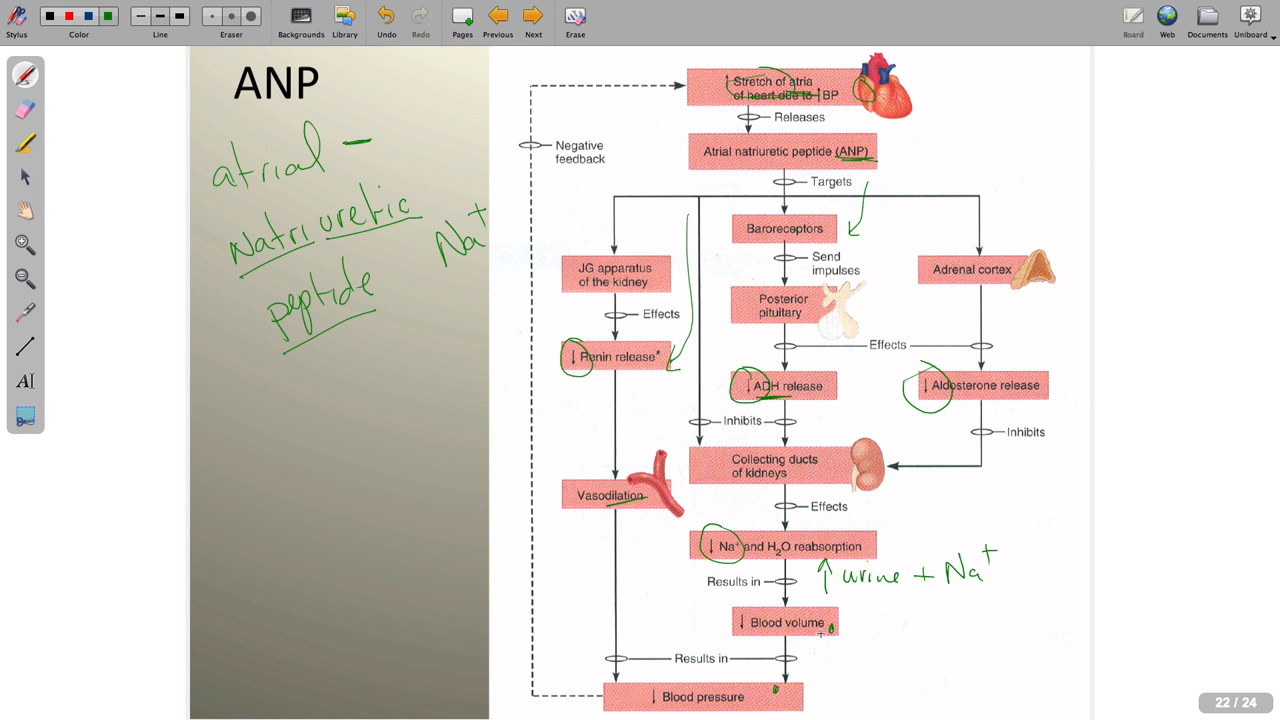 Stylus
Color
Line
Eraser
Backgrounds
Library
Undo
Redo
Pages
Previous
Next
Erase
Board
Web
Documents
Uniboard
ANP
atrial -
Natriuretic
Na+
peptide
↑ Stretch of atria
of heart due to ↑BP
Releases
Atrial natriuretic peptide (ANP)
Targets
Negative
feedback
Baroreceptors
Send
impulses
JG apparatus
of the kidney
Adrenal cortex
Posterior
pituitary
Effects
Effects
↓ Renin release*
↓ ADH release
↓ Aldosterone release
Inhibits
Inhibits
Collecting ducts
of kidneys
Vasodilation
Effects
↓ Na+ and H2O reabsorption
↑ urine + Na+
Results in
↓ Blood volume
Results in
↓ Blood pressure
A
22 / 24